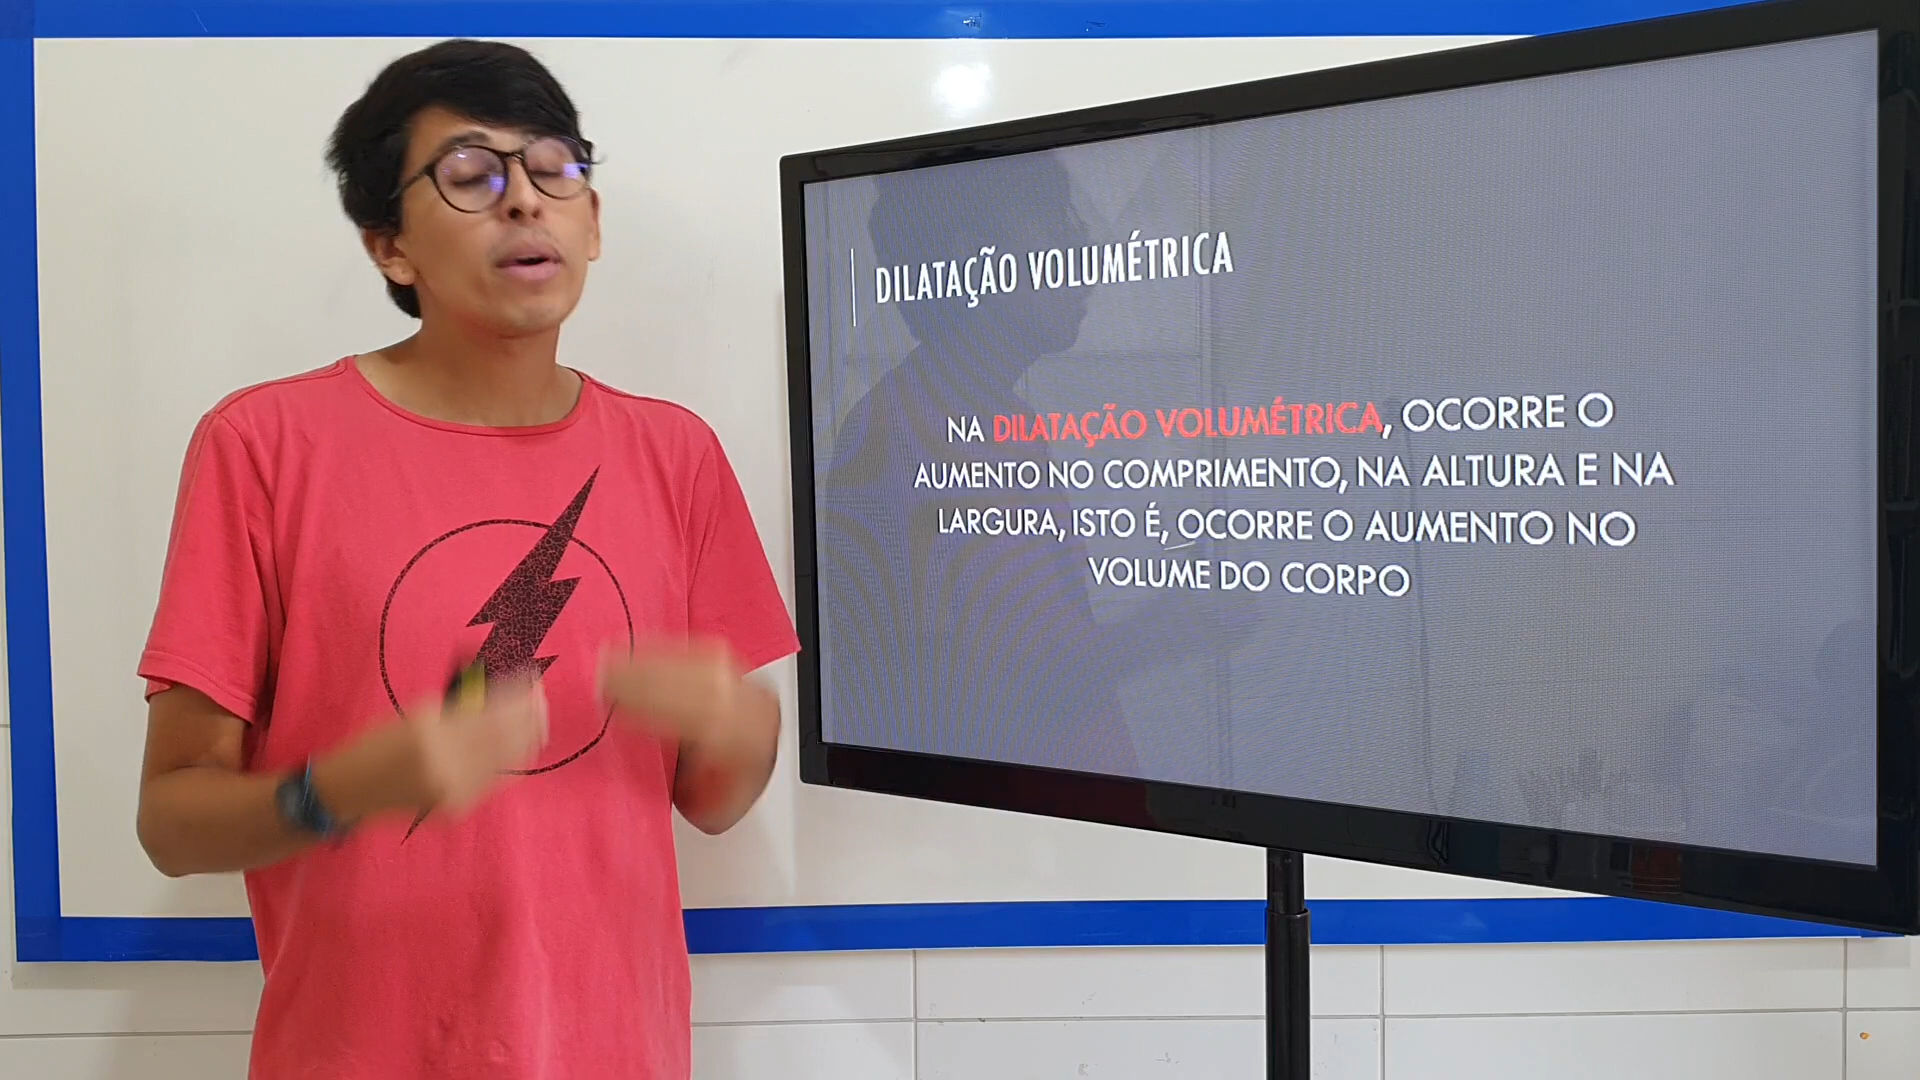 DILATAÇÃO VOLUMÉTRICA
NA DILATAÇÃO VOLUMÉTRICA, OCORRE O
AUMENTO NO COMPRIMENTO, NA ALTURA E NA
LARGURA, ISTO É, OCORRE O AUMENTO NO
VOLUME DO CORPO